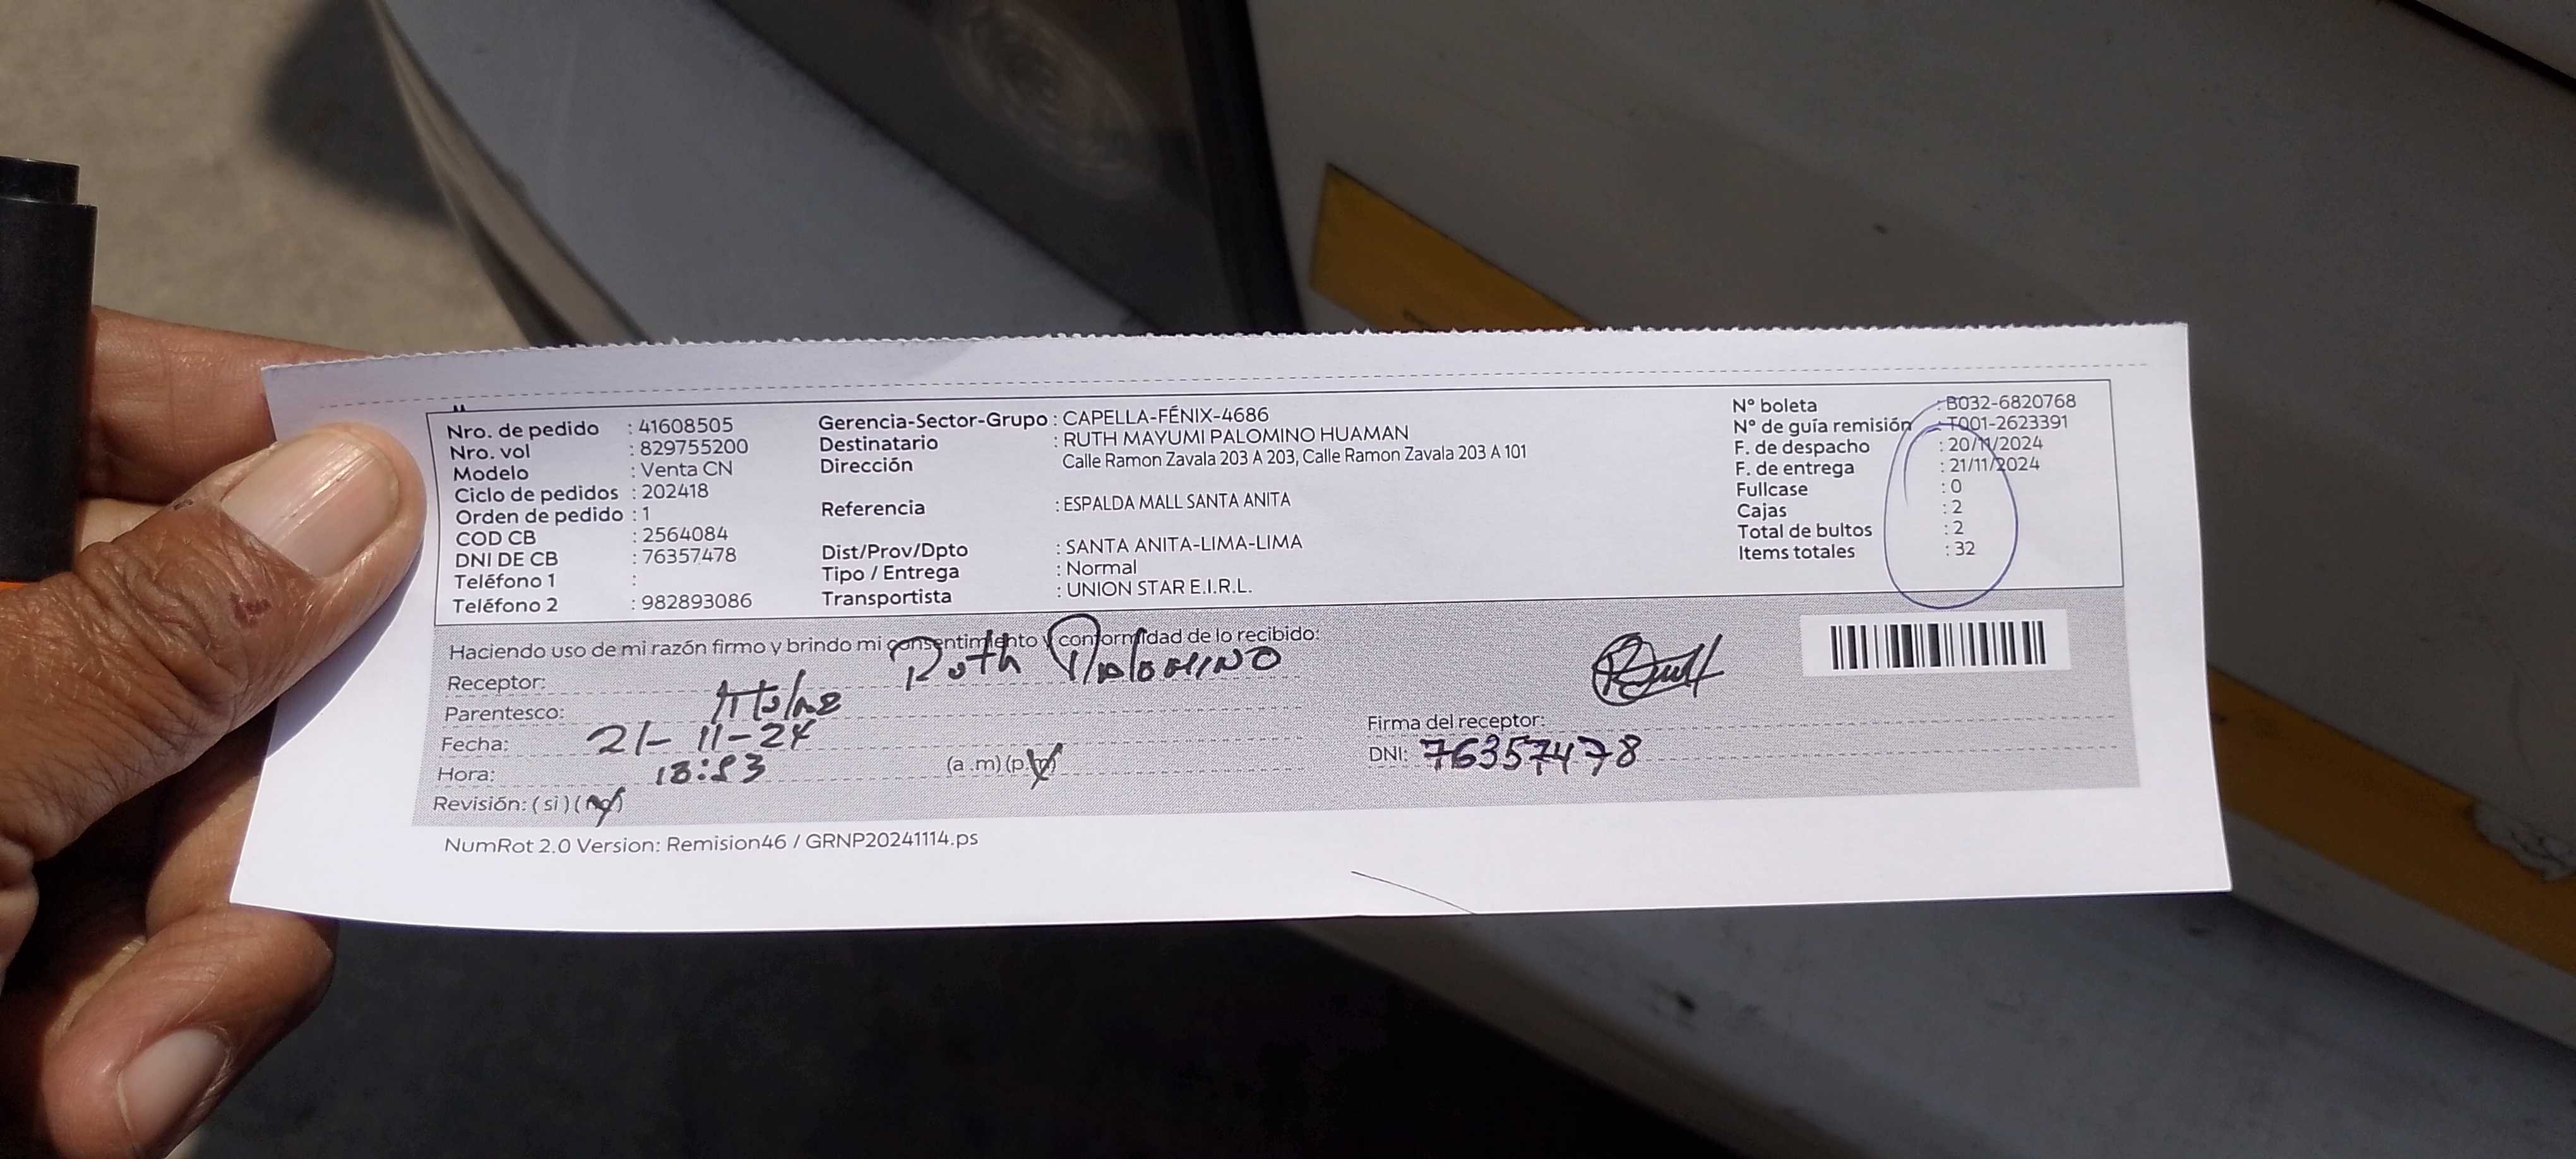 Nro. de pedido : 41608505
Nro. vol : 829755200
Modelo : Venta CN
Ciclo de pedidos : 202418
Orden de pedido : 1
COD CB : 2564084
DNI DE CB : 76357478
Teléfono 1 :
Teléfono 2 : 982893086
Gerencia-Sector-Grupo : CAPELLA-FÉNIX-4686
Destinatario : RUTH MAYUMI PALOMINO HUAMAN
Dirección Calle Ramon Zavala 203 A 203, Calle Ramon Zavala 203 A 101
Referencia : ESPALDA MALL SANTA ANITA
Dist/Prov/Dpto : SANTA ANITA-LIMA-LIMA
Tipo / Entrega : Normal
Transportista : UNION STAR E.I.R.L.
N° boleta : B032-6820768
N° de guía remisión : T001-2623391
F. de despacho : 20/11/2024
F. de entrega : 21/11/2024
Fullcase : 0
Cajas : 2
Total de bultos : 2
Items totales : 32
Haciendo uso de mi razón firmo y brindo mi consentimiento y conformidad de lo recibido:
Receptor: Ruth Palomino
Parentesco:
Fecha: 21-11-24
Hora: (a .m) (p.m)
Revisión: ( si ) ( no )
Firma del receptor:
DNI: 76357478
NumRot 2.0 Version: Remision46 / GRNP20241114.ps